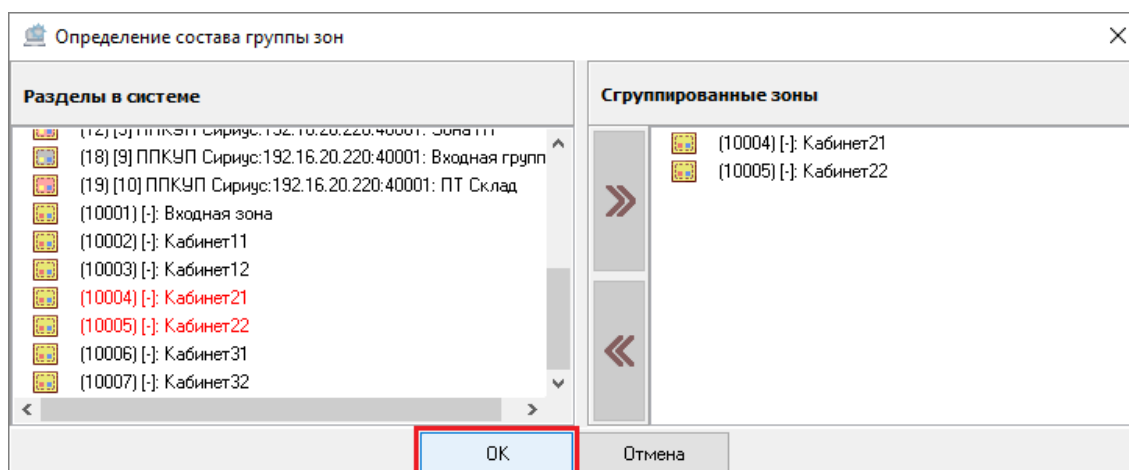 Определение состава группы зон
Разделы в системе
(18) [9] ППКУП Сириус:192.16.20.220:40001: Входная групп
(19) [10] ППКУП Сириус:192.16.20.220:40001: ПТ Склад
(10001) [-]: Входная зона
(10002) [-]: Кабинет11
(10003) [-]: Кабинет12
(10004) [-]: Кабинет21
(10005) [-]: Кабинет22
(10006) [-]: Кабинет31
(10007) [-]: Кабинет32
Сгруппированные зоны
(10004) [-]: Кабинет21
(10005) [-]: Кабинет22
OK
Отмена